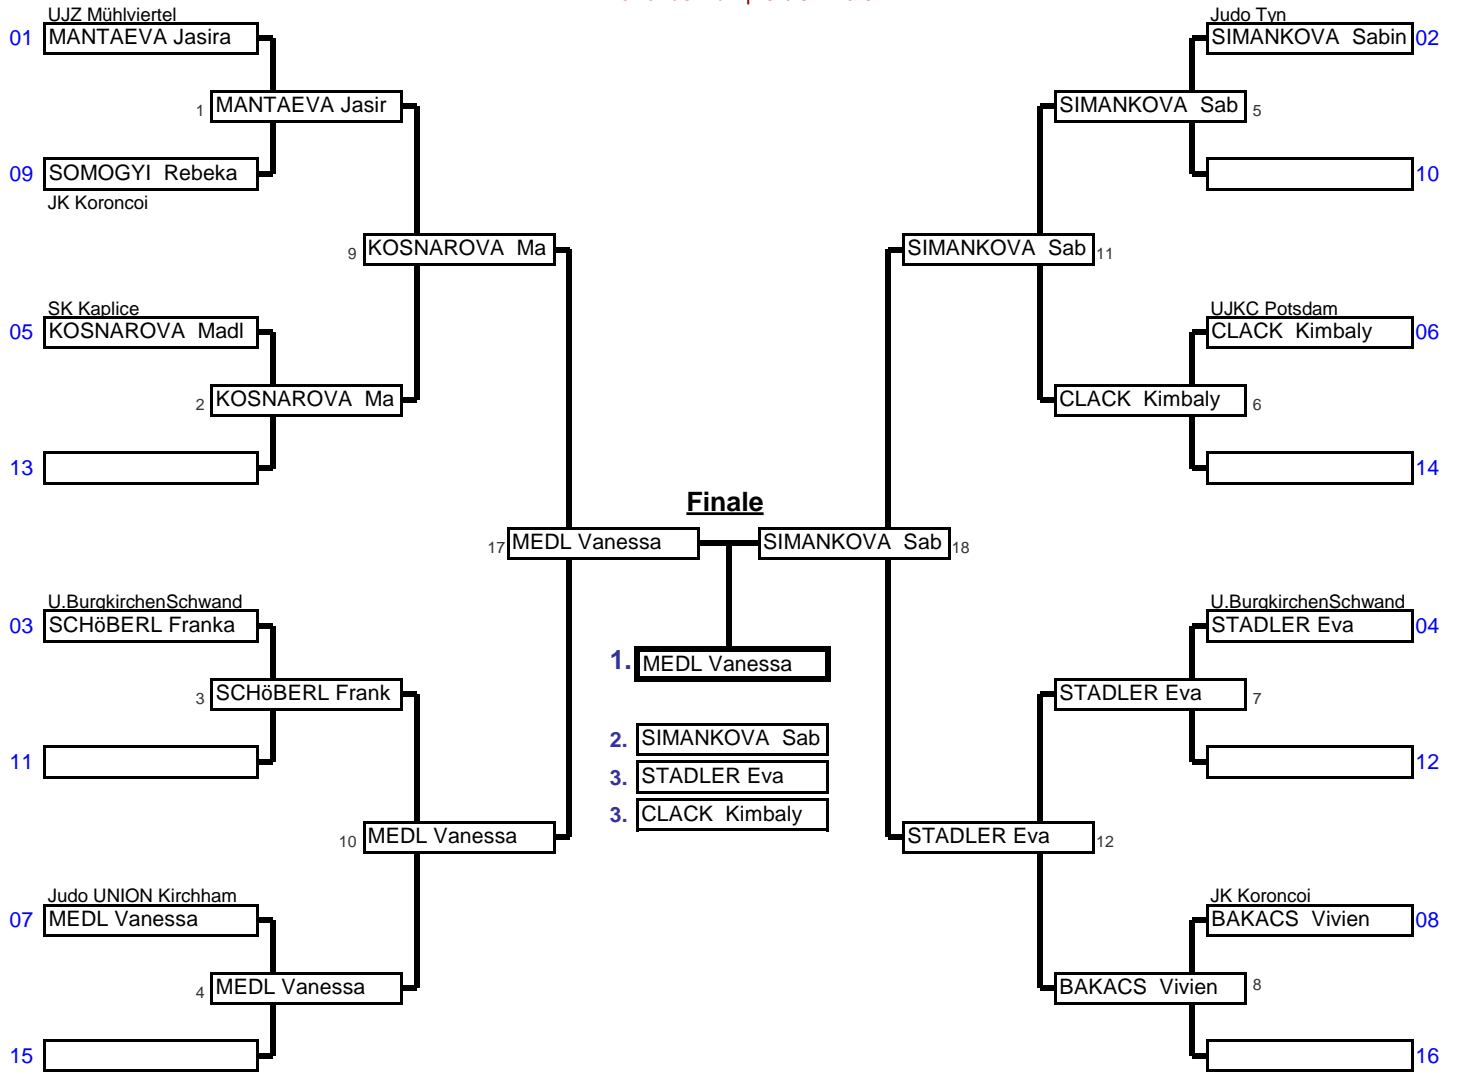 UJZ Mühlviertel
01 MANTAEVA Jasira
1 MANTAEVA Jasir
09 SOMOGYI Rebeka
JK Koroncoi
9 KOSNAROVA Ma
SK Kaplice
05 KOSNAROVA Madl
2 KOSNAROVA Ma
13
17 MEDL Vanessa
U.BurgkirchenSchwand
03 SCHöBERL Franka
3 SCHöBERL Frank
11
10 MEDL Vanessa
Judo UNION Kirchham
07 MEDL Vanessa
4 MEDL Vanessa
15
Finale
1. MEDL Vanessa
2. SIMANKOVA Sab
3. STADLER Eva
3. CLACK Kimbaly
Judo Tyn
SIMANKOVA Sabin 02
SIMANKOVA Sab 5
10
SIMANKOVA Sab 11
UJKC Potsdam
CLACK Kimbaly 06
CLACK Kimbaly 6
14
SIMANKOVA Sab 18
U.BurgkirchenSchwand
STADLER Eva 04
STADLER Eva 7
12
STADLER Eva 12
JK Koroncoi
BAKACS Vivien 08
BAKACS Vivien 8
16